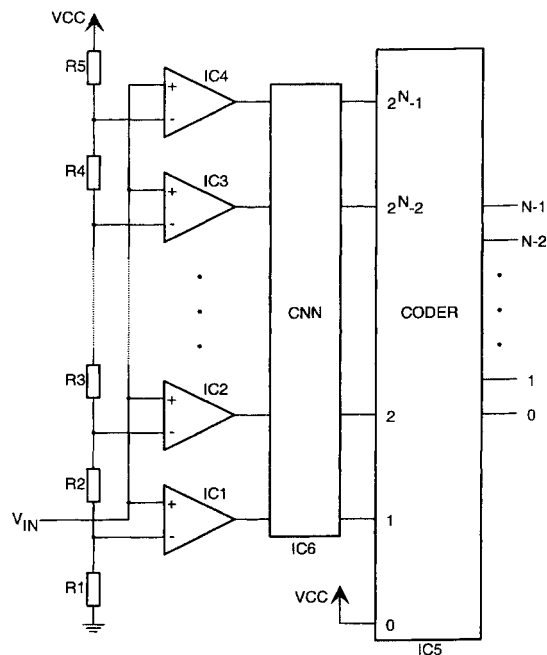 VCC
R5
IC4
+
-
2^N-1
R4
IC3
+
-
2^N-2
N-1
N-2
CNN
CODER
R3
IC2
+
-
2
1
0
R2
IC1
+
-
1
V_IN
R1
IC6
VCC
0
IC5